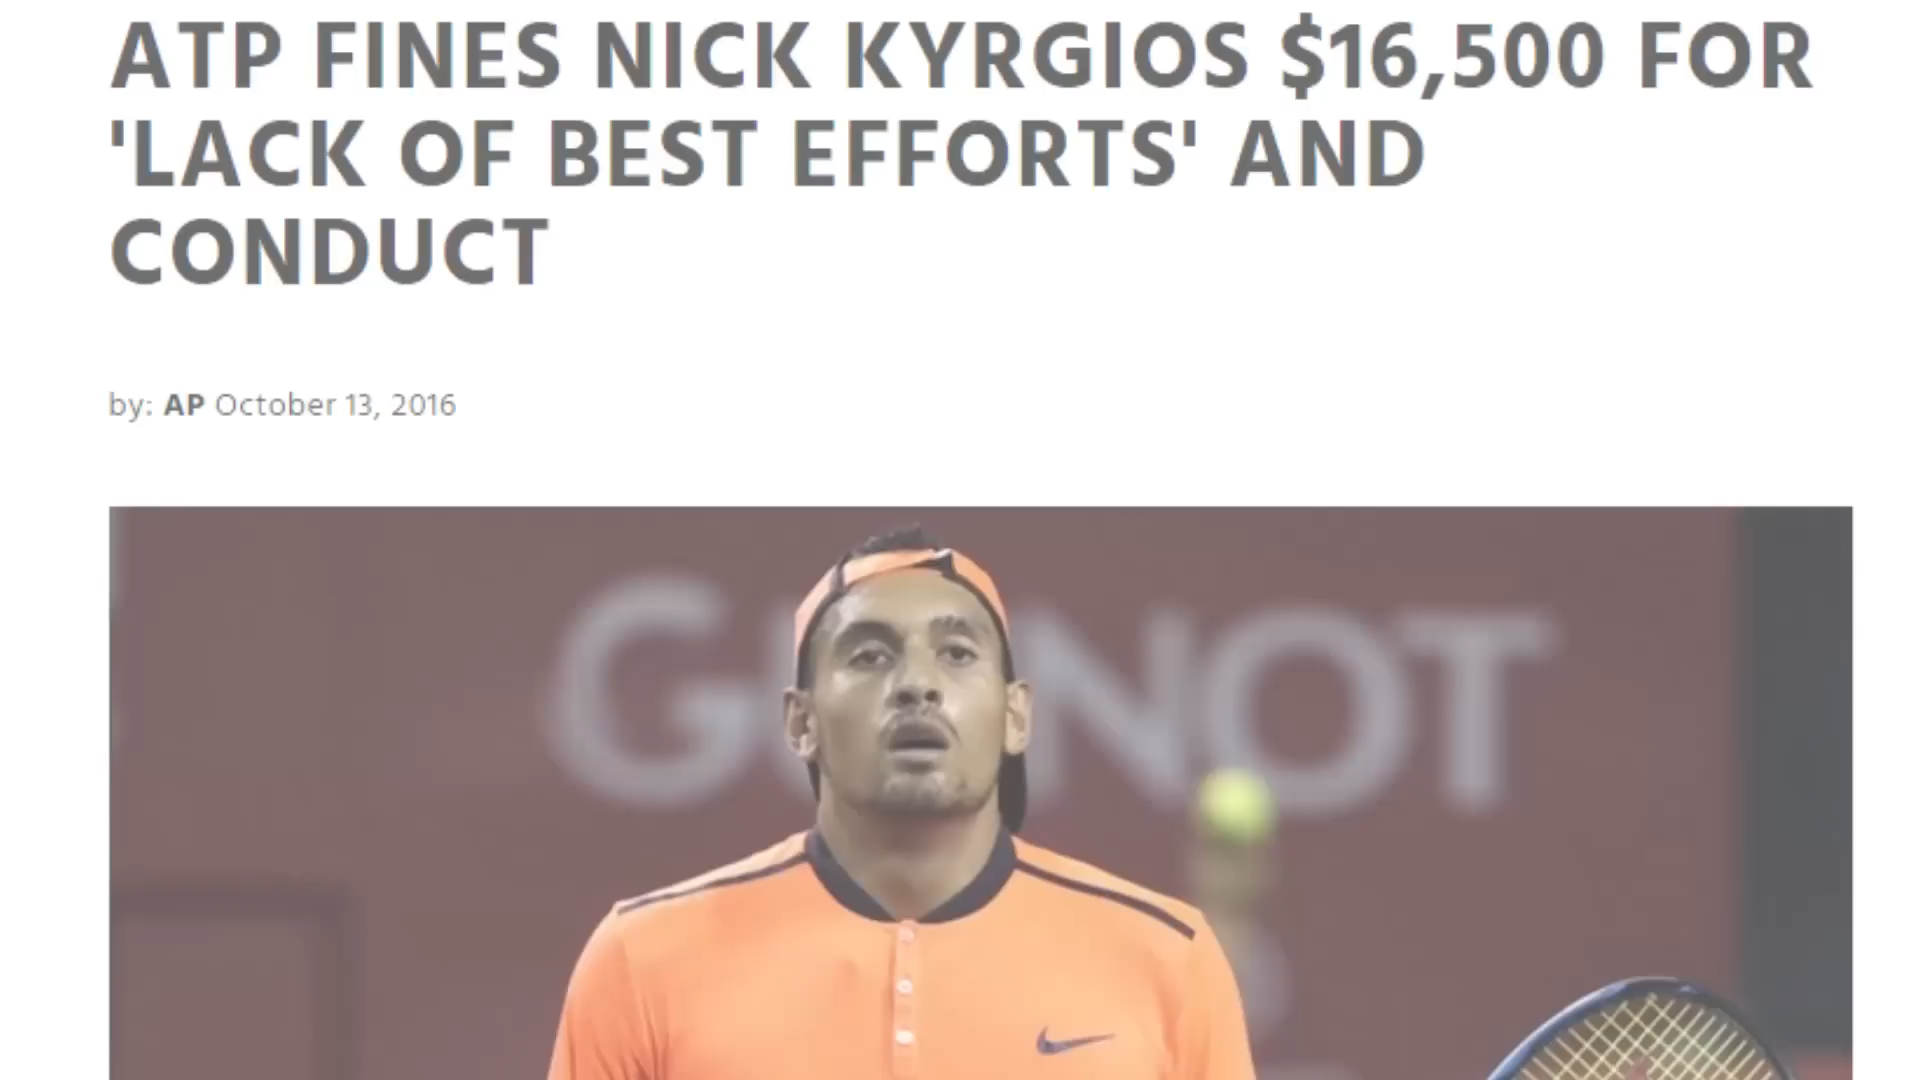 ATP FINES NICK KYRGIOS $16,500 FOR
'LACK OF BEST EFFORTS' AND
CONDUCT
by: AP October 13, 2016